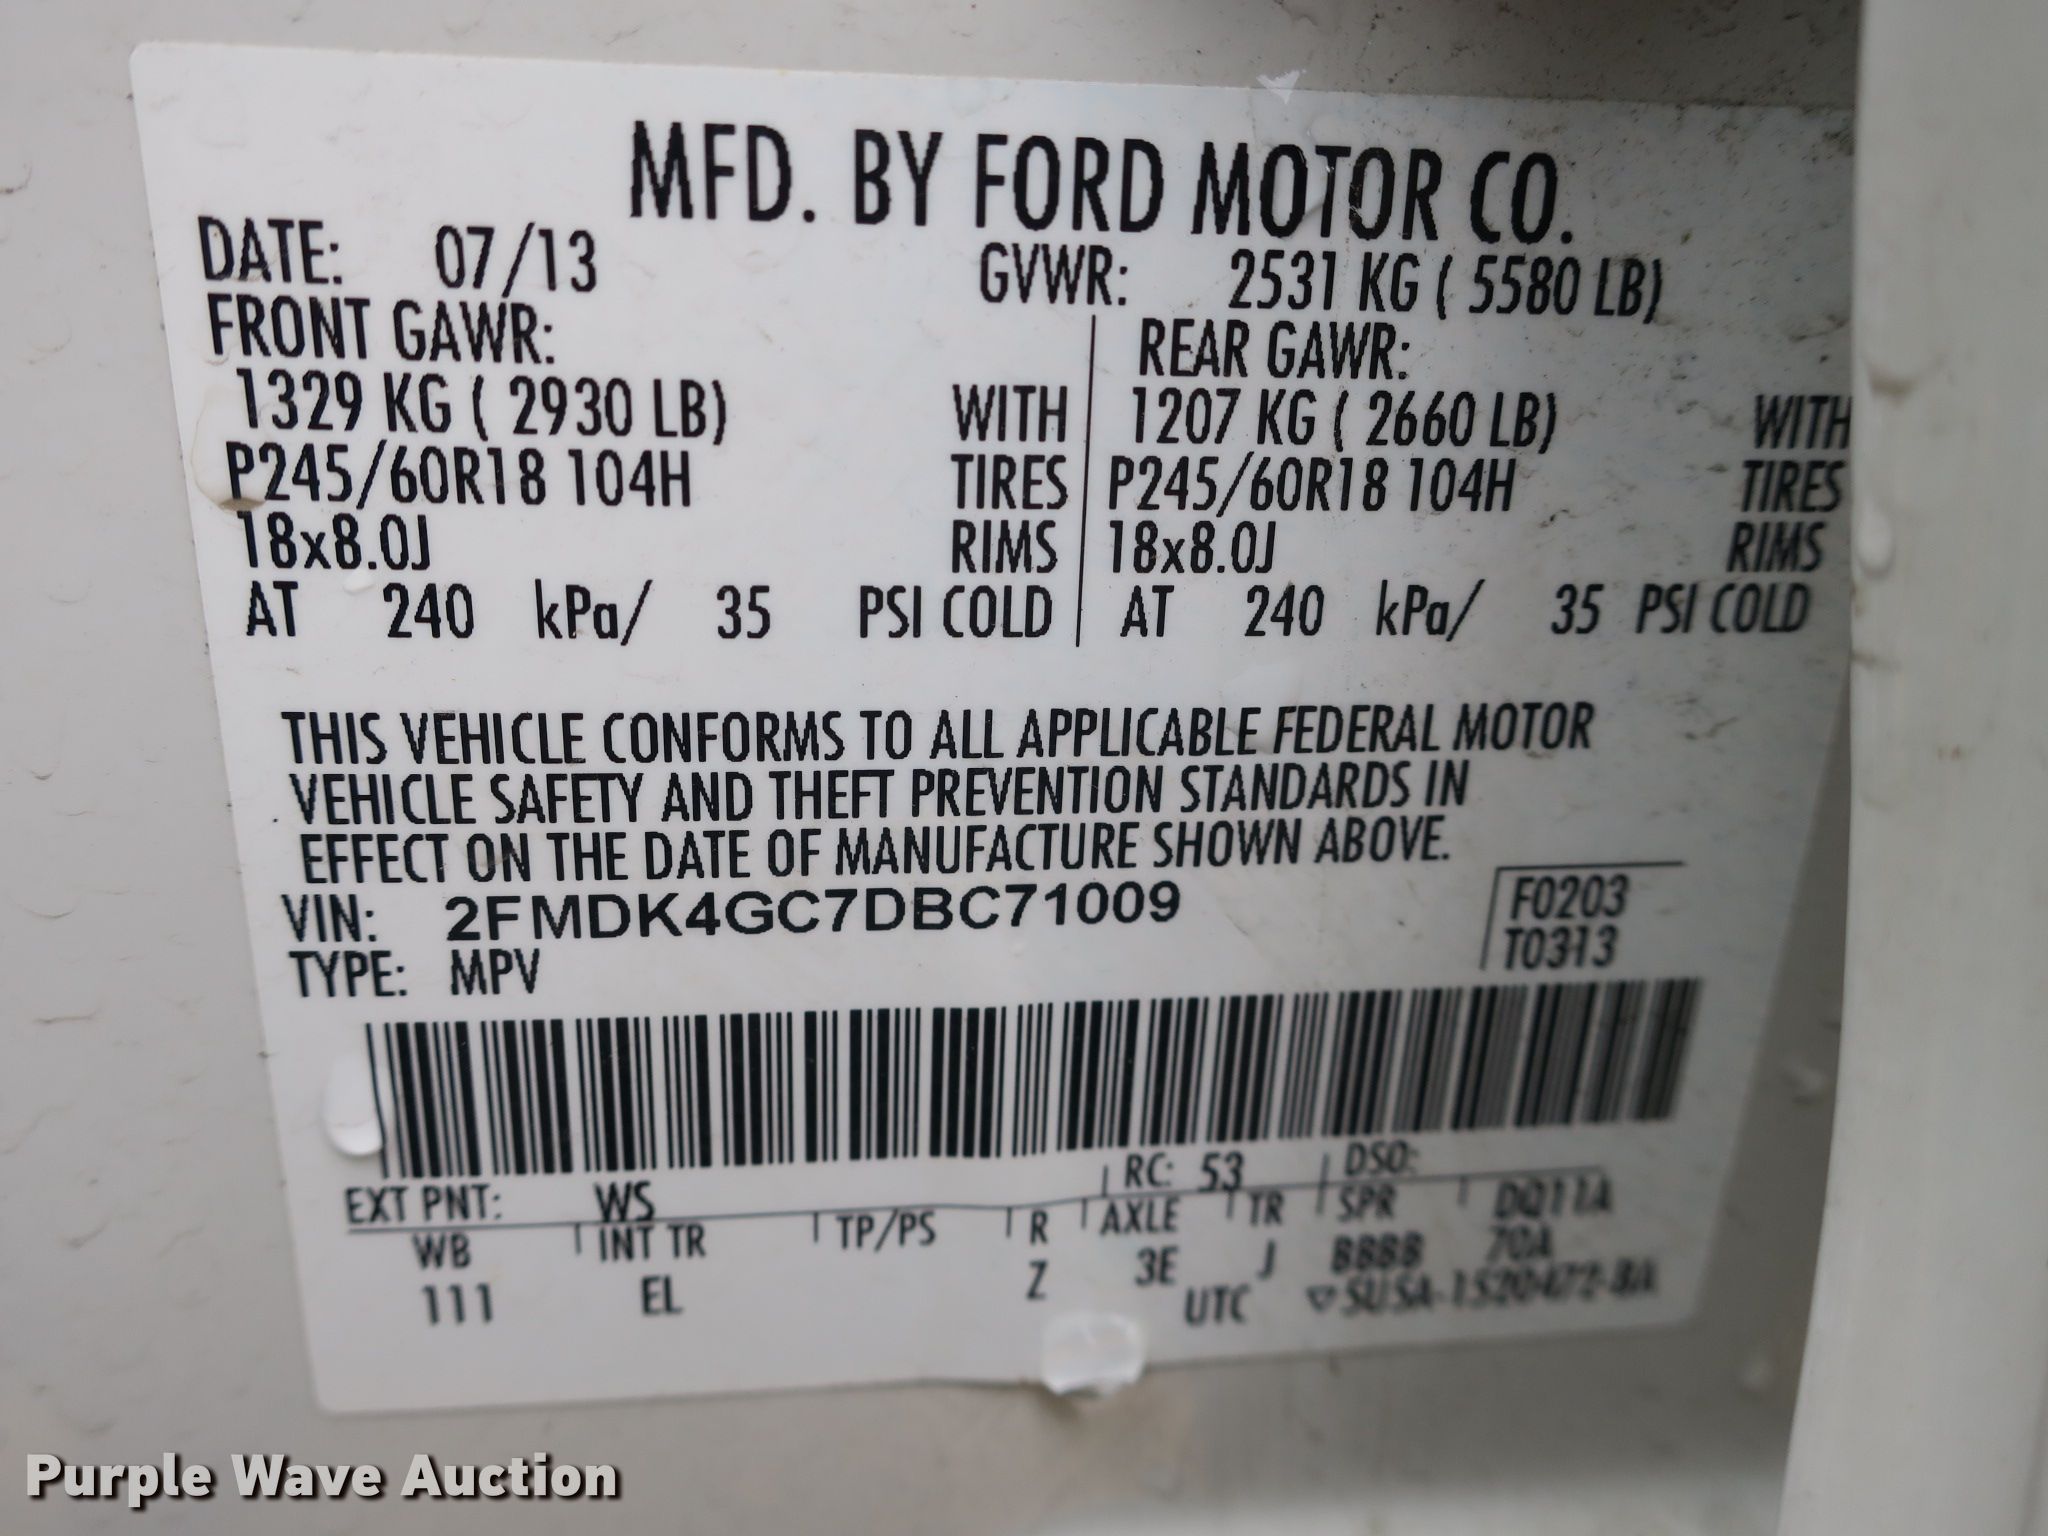 MFD. BY FORD MOTOR CO.
DATE: 07/13 GVWR: 2531 KG ( 5580 LB)
FRONT GAWR: REAR GAWR:
1329 KG ( 2930 LB) WITH 1207 KG ( 2660 LB) WITH
P245/60R18 104H TIRES P245/60R18 104H TIRES
18x8.0J RIMS 18x8.0J RIMS
AT 240 kPa/ 35 PSI COLD AT 240 kPa/ 35 PSI COLD
THIS VEHICLE CONFORMS TO ALL APPLICABLE FEDERAL MOTOR
VEHICLE SAFETY AND THEFT PREVENTION STANDARDS IN
EFFECT ON THE DATE OF MANUFACTURE SHOWN ABOVE.
VIN: 2FMDK4GC7DBC71009 F0203
TYPE: MPV T0313
EXT PNT: WS RC: 53 DSO:
WB INT TR TP/PS R AXLE TR SPR DQ11A
111 EL Z 3E J BBBB 70A
UTC
Purple Wave Auction